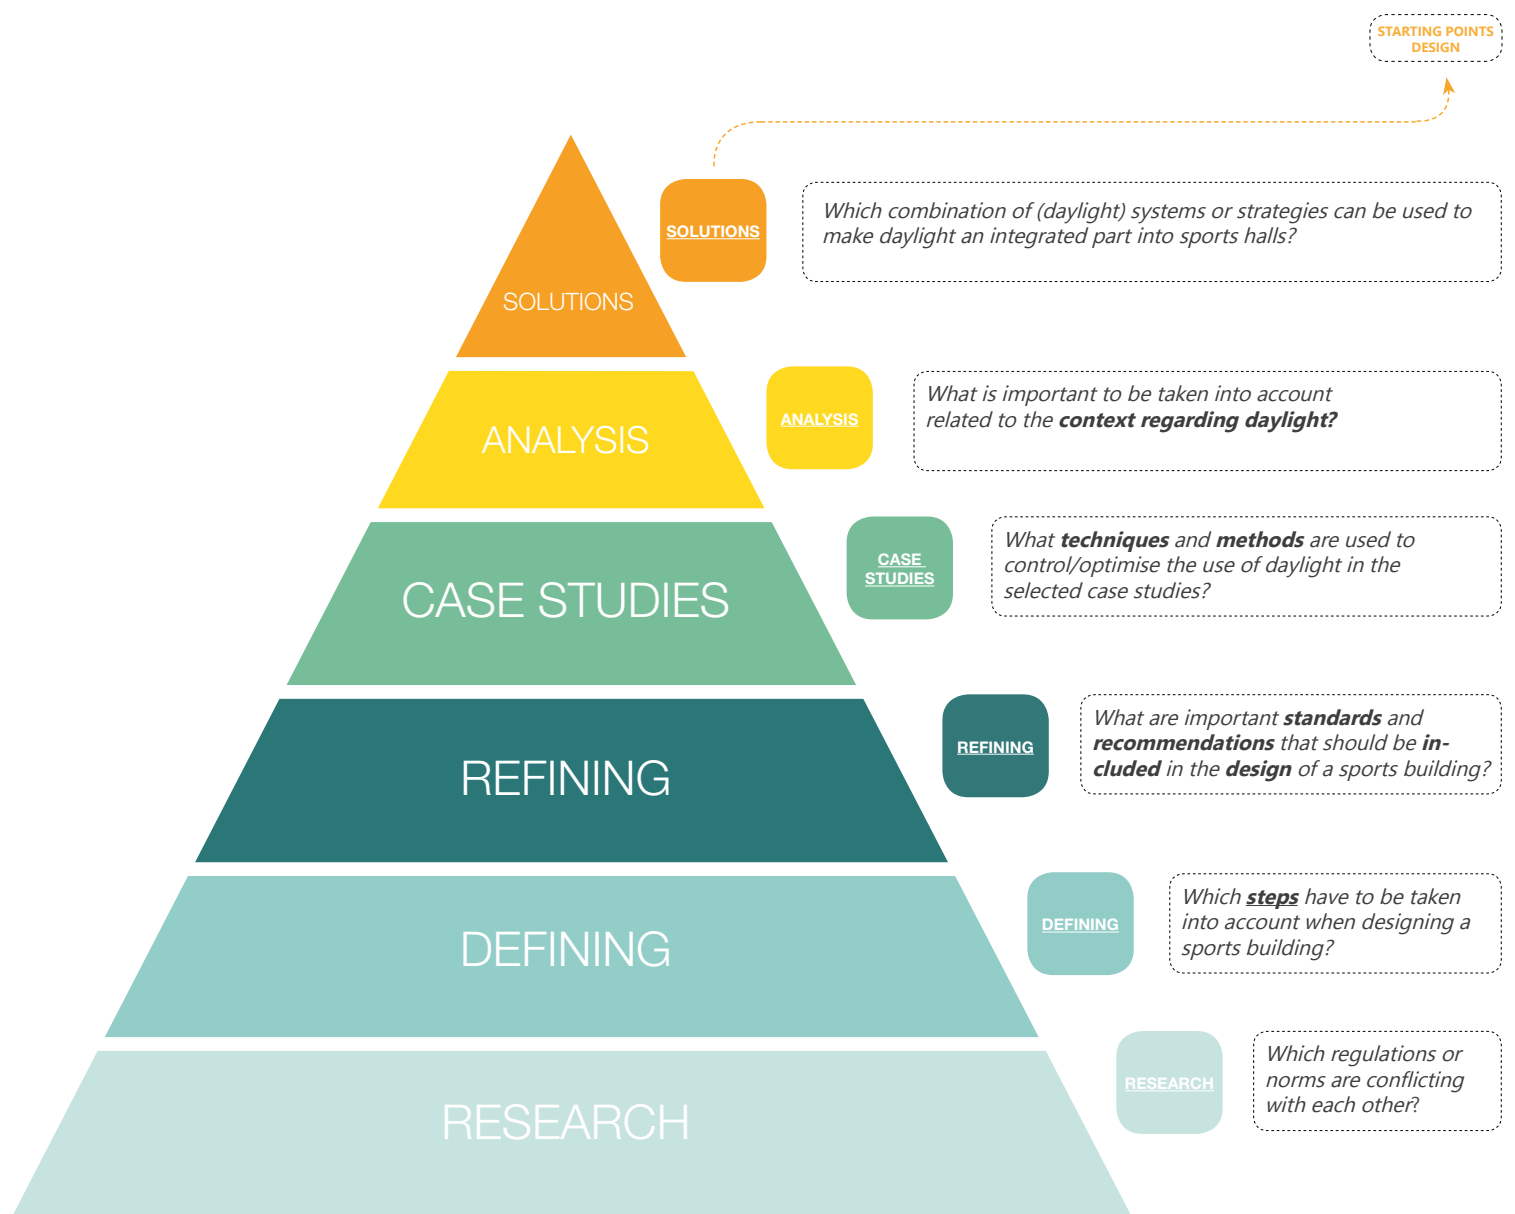 STARTING POINTS
DESIGN
SOLUTIONS
Which combination of (daylight) systems or strategies can be used to
make daylight an integrated part into sports halls?
SOLUTIONS
ANALYSIS
What is important to be taken into account
related to the context regarding daylight?
ANALYSIS
CASE
STUDIES
What techniques and methods are used to
control/optimise the use of daylight in the
selected case studies?
CASE STUDIES
REFINING
What are important standards and
recommendations that should be in-
cluded in the design of a sports building?
REFINING
DEFINING
Which steps have to be taken
into account when designing a
sports building?
DEFINING
RESEARCH
Which regulations or
norms are conflicting
with each other?
RESEARCH